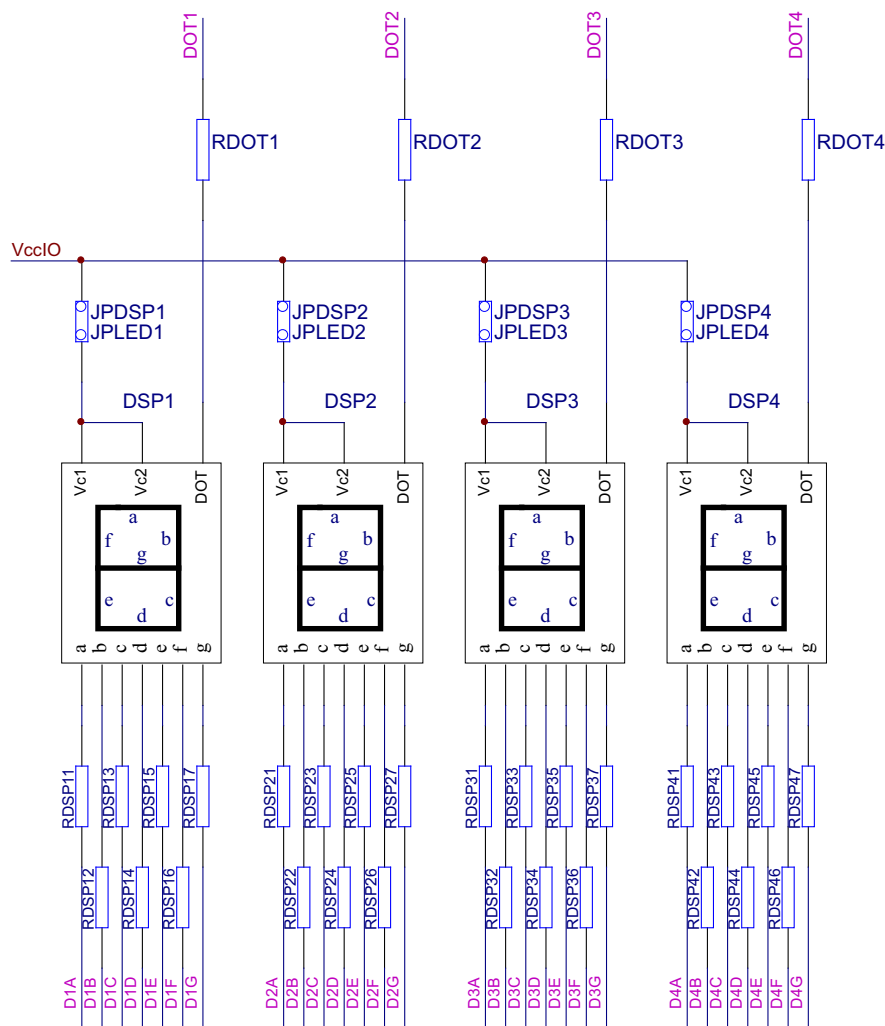 DOT1 DOT2 DOT3 DOT4
RDOT1 RDOT2 RDOT3 RDOT4
VccIO
JPDSP1 JPDSP2 JPDSP3 JPDSP4
JPLED1 JPLED2 JPLED3 JPLED4
DSP1 DSP2 DSP3 DSP4
Vc1 Vc2 DOT Vc1 Vc2 DOT Vc1 Vc2 DOT Vc1 Vc2 DOT
a a a a
f b f b f b f b
g g g g
e c e c e c e c
d d d d
a b c d e f g a b c d e f g a b c d e f g a b c d e f g
RDSP11 RDSP13 RDSP15 RDSP17 RDSP21 RDSP23 RDSP25 RDSP27 RDSP31 RDSP33 RDSP35 RDSP37 RDSP41 RDSP43 RDSP45 RDSP47
RDSP12 RDSP14 RDSP16 RDSP22 RDSP24 RDSP26 RDSP32 RDSP34 RDSP36 RDSP42 RDSP44 RDSP46
D1A D1B D1C D1D D1E D1F D1G D2A D2B D2C D2D D2E D2F D2G D3A D3B D3C D3D D3E D3F D3G D4A D4B D4C D4D D4E D4F D4G